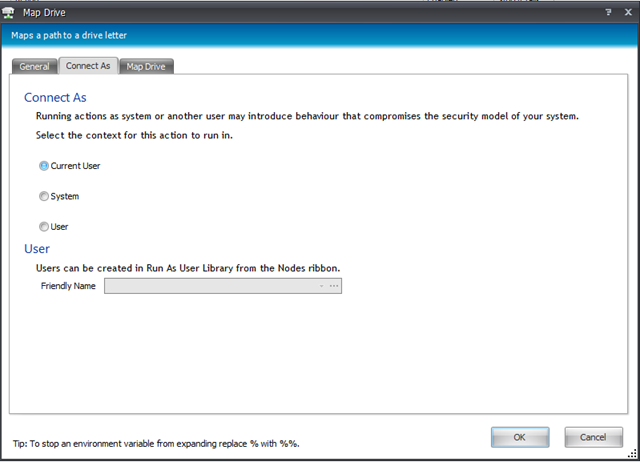 Map Drive
? X
Maps a path to a drive letter
General Connect As Map Drive
Connect As
Running actions as system or another user may introduce behaviour that compromises the security model of your system.
Select the context for this action to run in.
Current User
System
User
User
Users can be created in Run As User Library from the Nodes ribbon.
Friendly Name
OK Cancel
Tip: To stop an environment variable from expanding replace % with %%.